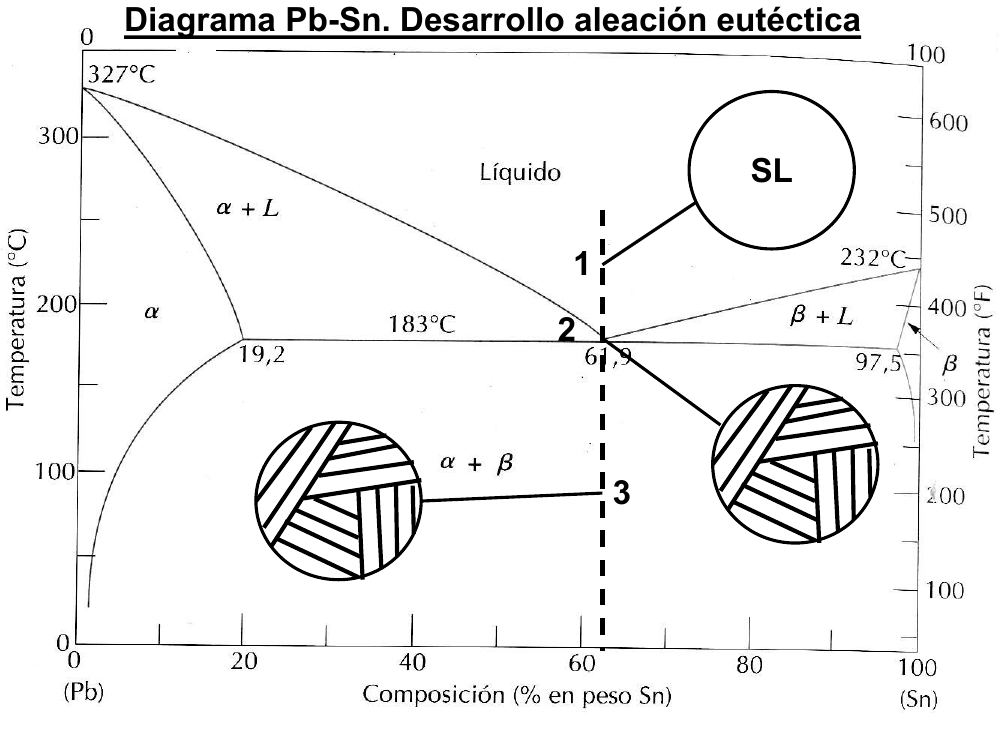 Diagrama Pb-Sn. Desarrollo aleación eutéctica
0
100
327°C
300
600
Líquido
SL
α + L
500
1
232°C
200
α
183°C
2
β + L
400
19,2
61,9
97,5
β
300
Temperatura (°C)
Temperatura (°F)
100
α + β
3
200
100
0
0
20
40
60
80
100
(Pb)
Composición (% en peso Sn)
(Sn)